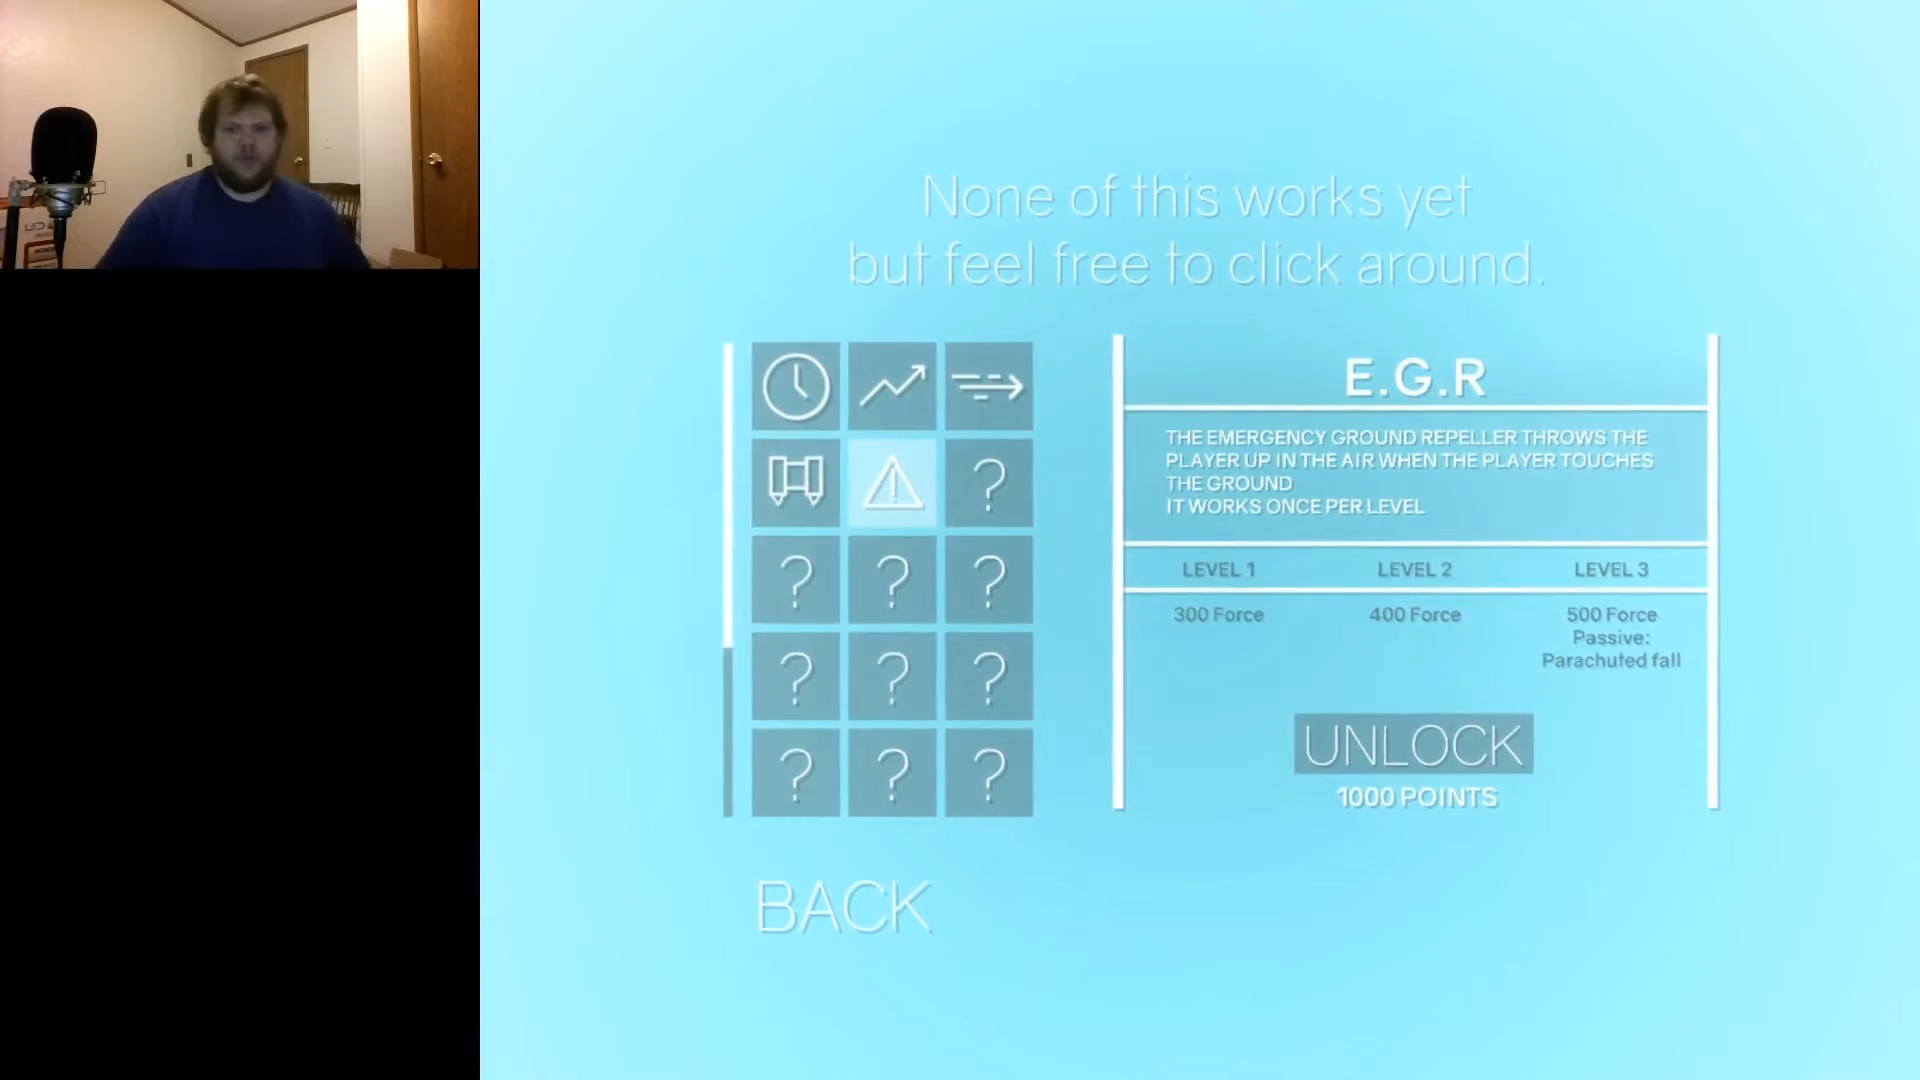 None of this works yet
but feel free to click around.
E.G.R
THE EMERGENCY GROUND REPELLER THROWS THE
PLAYER UP IN THE AIR WHEN THE PLAYER TOUCHES
THE GROUND
IT WORKS ONCE PER LEVEL
LEVEL 1 LEVEL 2 LEVEL 3
300 Force 400 Force 500 Force
Passive:
Parachuted fall
?
? ? ?
? ? ?
? ? ?
UNLOCK
1000 POINTS
BACK